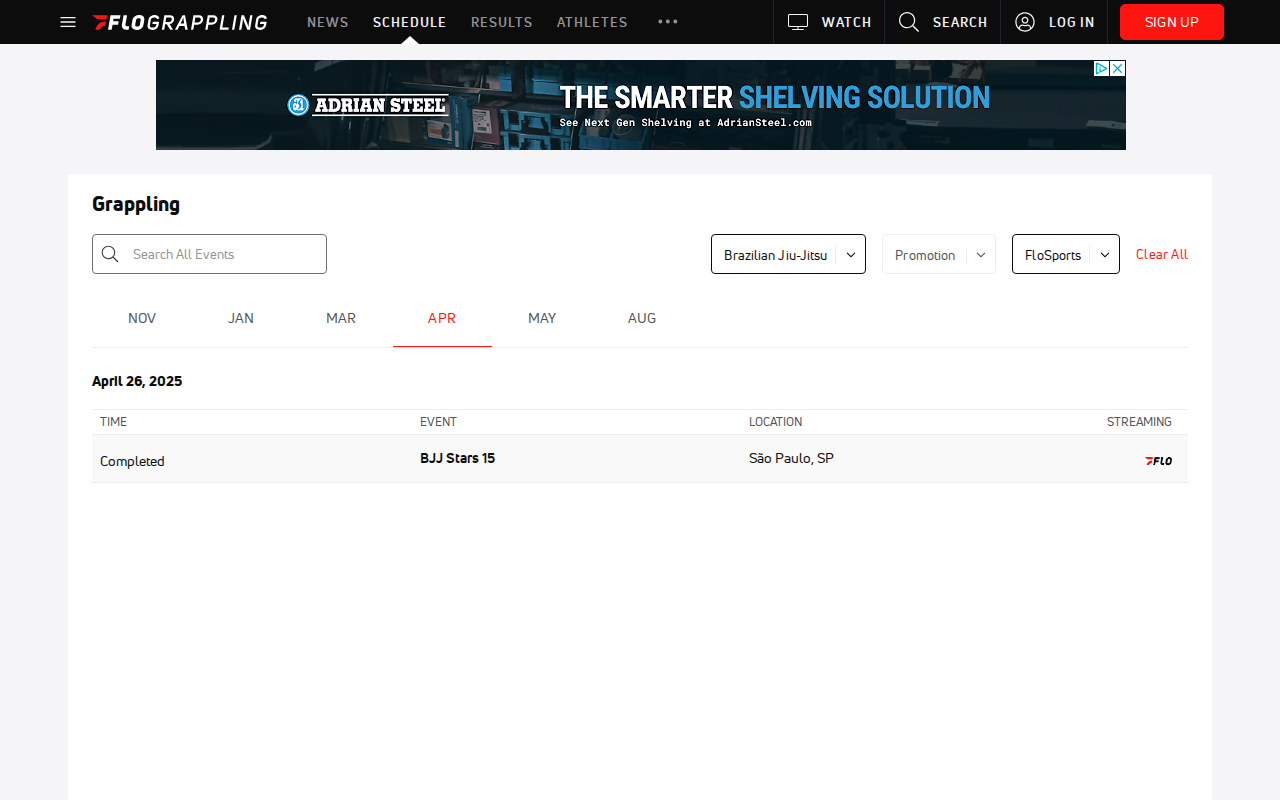 FLOGRAPPLING NEWS SCHEDULE RESULTS ATHLETES WATCH SEARCH LOG IN SIGN UP
ADRIAN STEEL THE SMARTER SHELVING SOLUTION
See Next Gen Shelving at AdrianSteel.com
Grappling
Search All Events Brazilian Jiu-Jitsu Promotion FloSports Clear All
NOV JAN MAR APR MAY AUG
April 26, 2025
TIME EVENT LOCATION STREAMING
Completed BJJ Stars 15 São Paulo, SP FLO